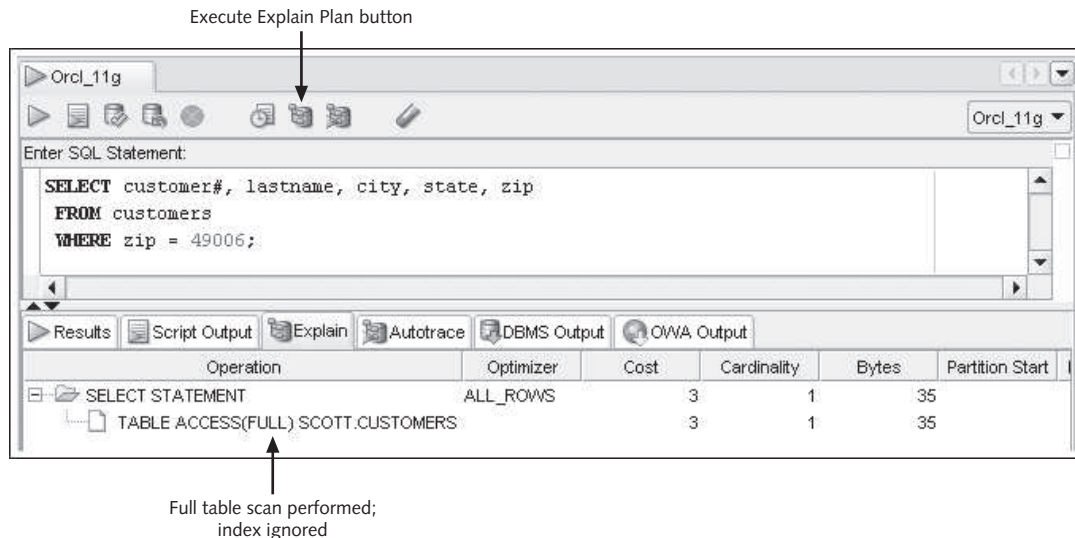 Execute Explain Plan button
Orcl_11g
Orcl_11g
Enter SQL Statement:
SELECT customer#, lastname, city, state, zip
FROM customers
WHERE zip = 49006;
Results Script Output Explain Autotrace DBMS Output OWA Output
Operation Optimizer Cost Cardinality Bytes Partition Start
SELECT STATEMENT ALL_ROWS 3 1 35
TABLE ACCESS(FULL) SCOTT.CUSTOMERS 3 1 35
Full table scan performed;
index ignored